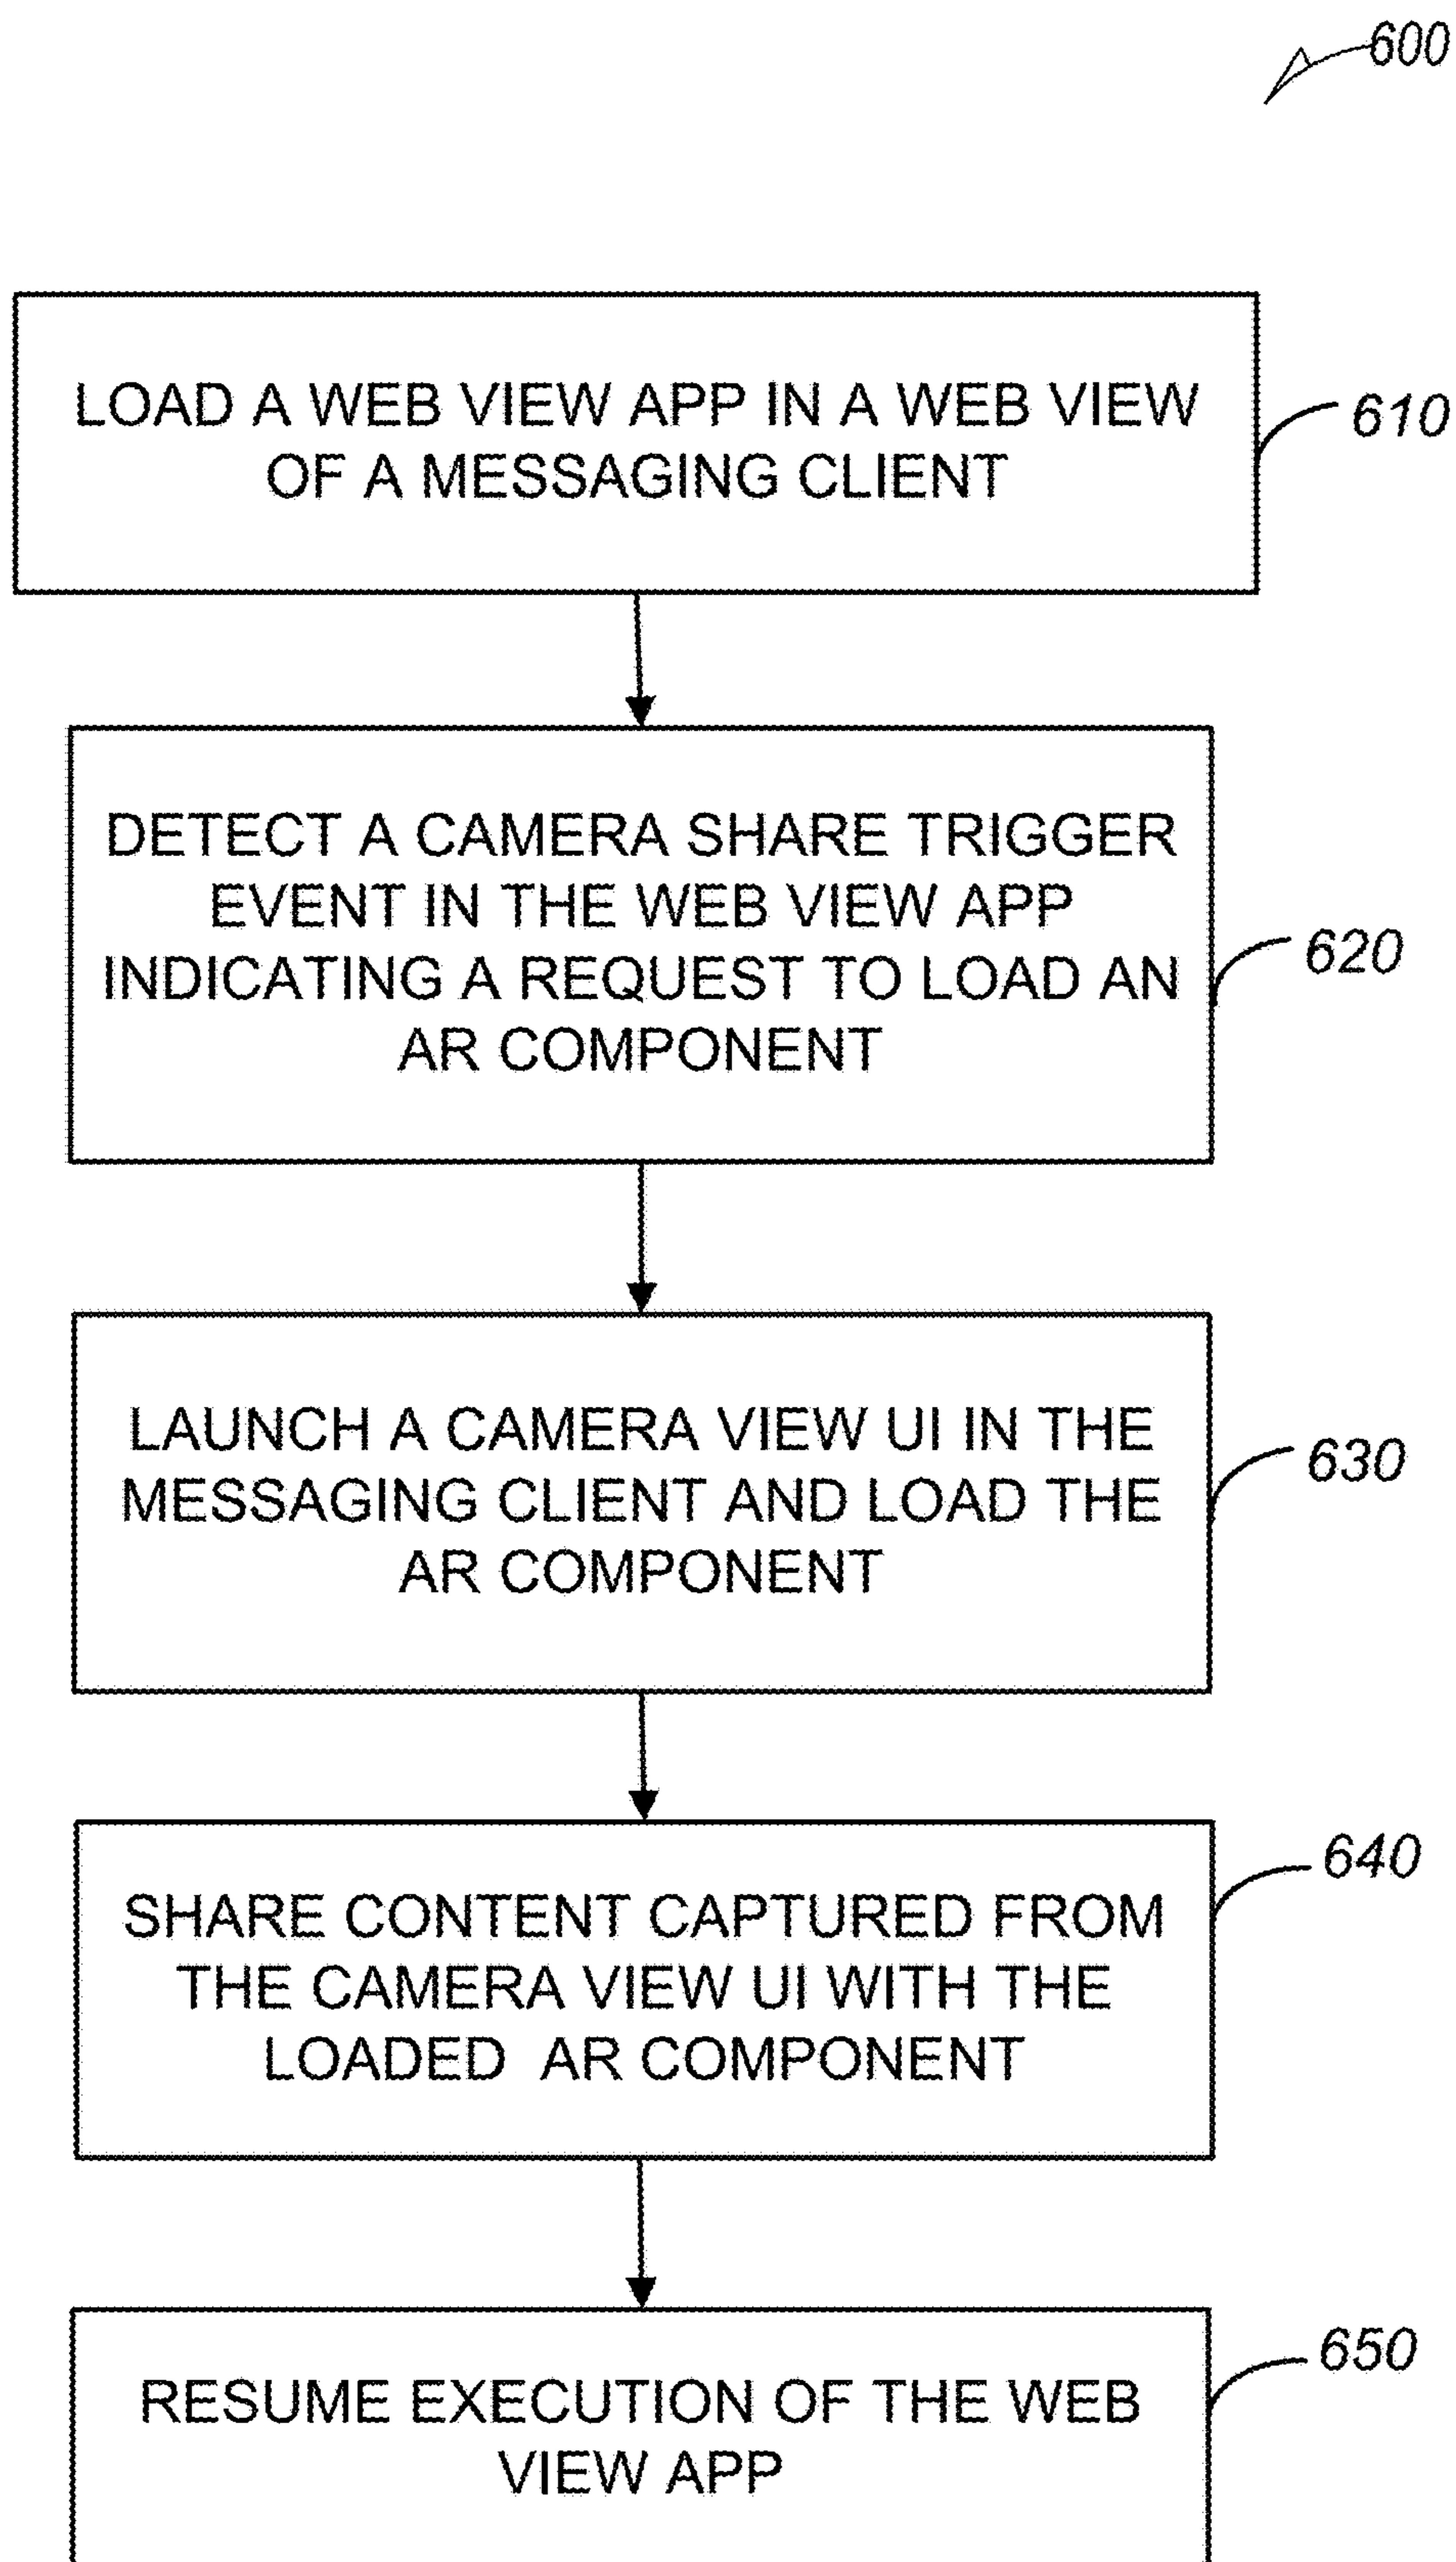 600
LOAD A WEB VIEW APP IN A WEB VIEW
OF A MESSAGING CLIENT
610
DETECT A CAMERA SHARE TRIGGER
EVENT IN THE WEB VIEW APP
INDICATING A REQUEST TO LOAD AN
AR COMPONENT
620
LAUNCH A CAMERA VIEW UI IN THE
MESSAGING CLIENT AND LOAD THE
AR COMPONENT
630
SHARE CONTENT CAPTURED FROM
THE CAMERA VIEW UI WITH THE
LOADED AR COMPONENT
640
RESUME EXECUTION OF THE WEB
VIEW APP
650